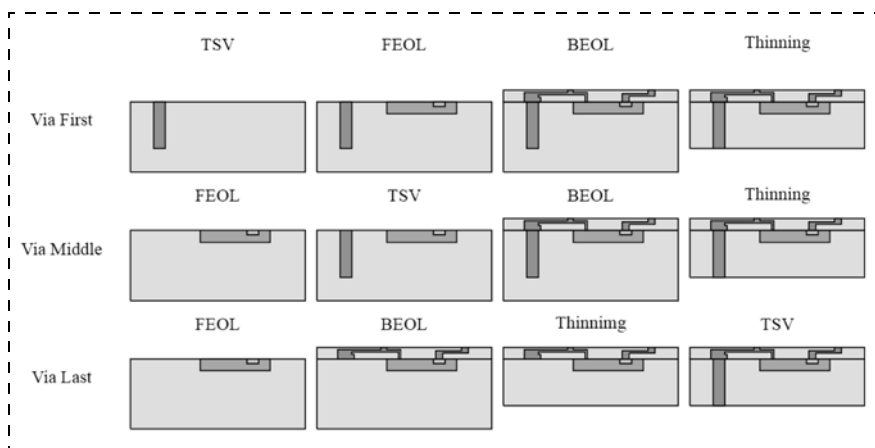 TSV FEOL BEOL Thinning
Via First
FEOL TSV BEOL Thinning
Via Middle
FEOL BEOL Thinnimg TSV
Via Last